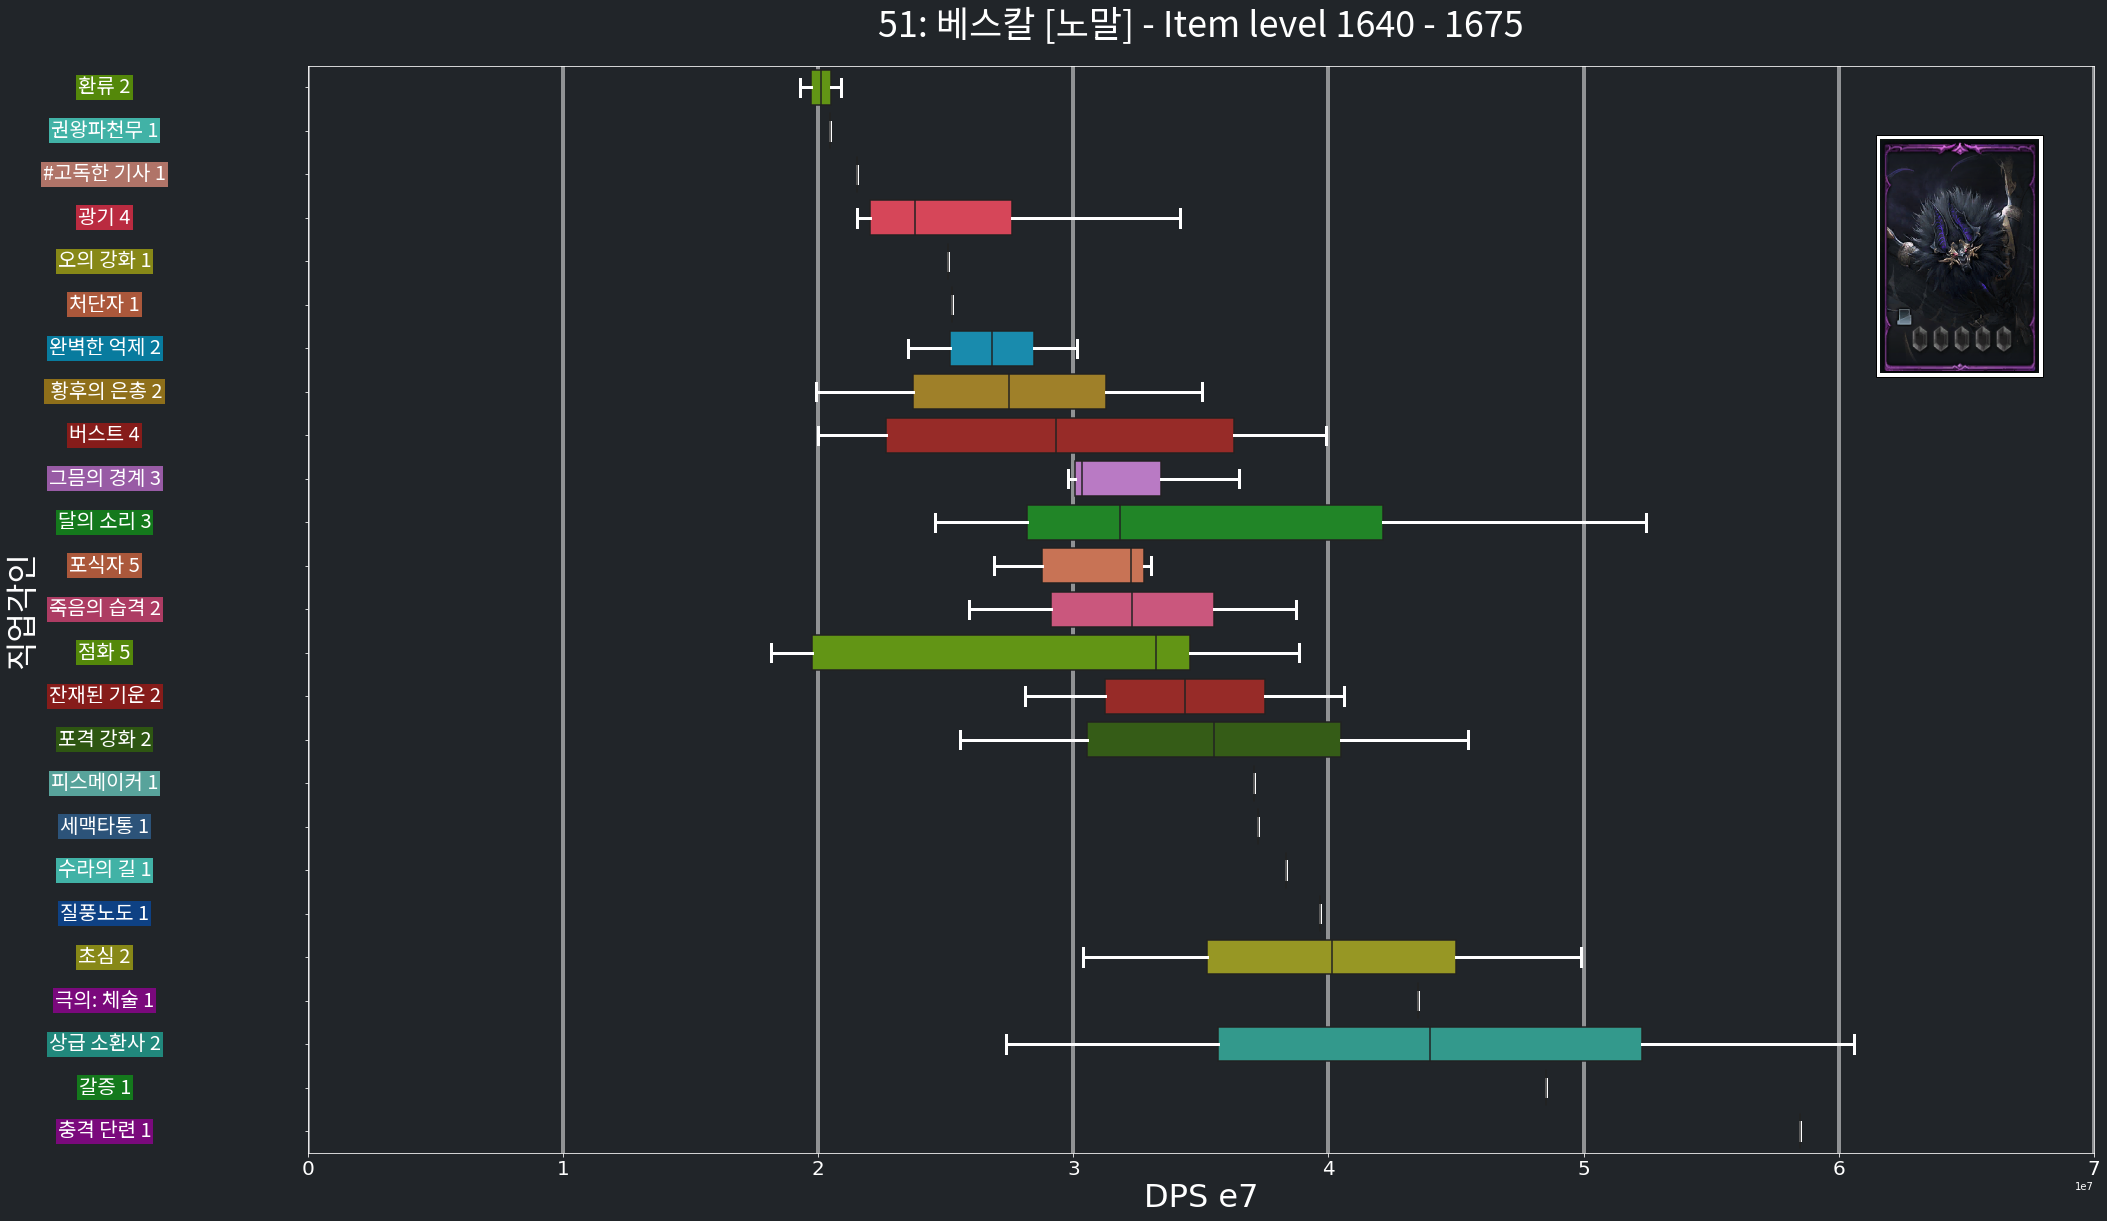 51: 베스칼 [노말] - Item level 1640 - 1675
환류 2
권왕파천무 1
#고독한 기사 1
광기 4
오의 강화 1
처단자 1
완벽한 억제 2
황후의 은총 2
버스트 4
그믐의 경계 3
달의 소리 3
포식자 5
죽음의 습격 2
점화 5
잔재된 기운 2
포격 강화 2
피스메이커 1
세맥타통 1
수라의 길 1
질풍노도 1
초심 2
극의: 체술 1
상급 소환사 2
갈증 1
충격 단련 1
직업각인
0 1 2 3 4 5 6 7
1e7
DPS e7